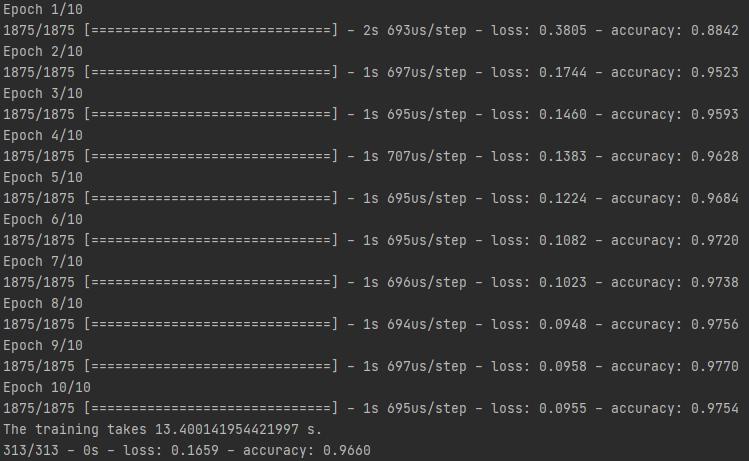 Epoch 1/10
1875/1875 [==============================] - 2s 693us/step - loss: 0.3805 - accuracy: 0.8842
Epoch 2/10
1875/1875 [==============================] - 1s 697us/step - loss: 0.1744 - accuracy: 0.9523
Epoch 3/10
1875/1875 [==============================] - 1s 695us/step - loss: 0.1460 - accuracy: 0.9593
Epoch 4/10
1875/1875 [==============================] - 1s 707us/step - loss: 0.1383 - accuracy: 0.9628
Epoch 5/10
1875/1875 [==============================] - 1s 695us/step - loss: 0.1224 - accuracy: 0.9684
Epoch 6/10
1875/1875 [==============================] - 1s 695us/step - loss: 0.1082 - accuracy: 0.9720
Epoch 7/10
1875/1875 [==============================] - 1s 696us/step - loss: 0.1023 - accuracy: 0.9738
Epoch 8/10
1875/1875 [==============================] - 1s 694us/step - loss: 0.0948 - accuracy: 0.9756
Epoch 9/10
1875/1875 [==============================] - 1s 697us/step - loss: 0.0958 - accuracy: 0.9770
Epoch 10/10
1875/1875 [==============================] - 1s 695us/step - loss: 0.0955 - accuracy: 0.9754
The training takes 13.400141954421997 s.
313/313 - 0s - loss: 0.1659 - accuracy: 0.9660